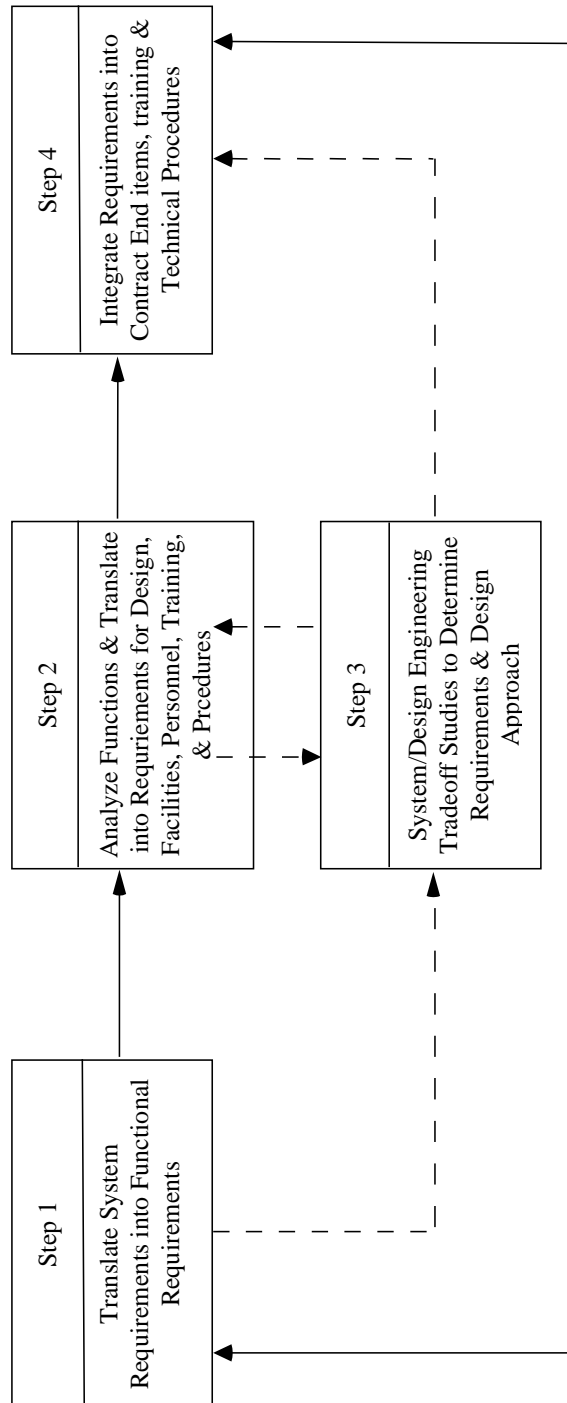 Step 1
Translate System
Requirements into Functional
Requirements
Step 2
Analyze Functions & Translate
into Requriements for Design,
Facilities, Personnel, Training,
& Prcedures
Step 3
System/Design Engineering
Tradeoff Studies to Determine
Requirements & Design
Approach
Step 4
Integrate Requirements into
Contract End items, training &
Technical Procedures